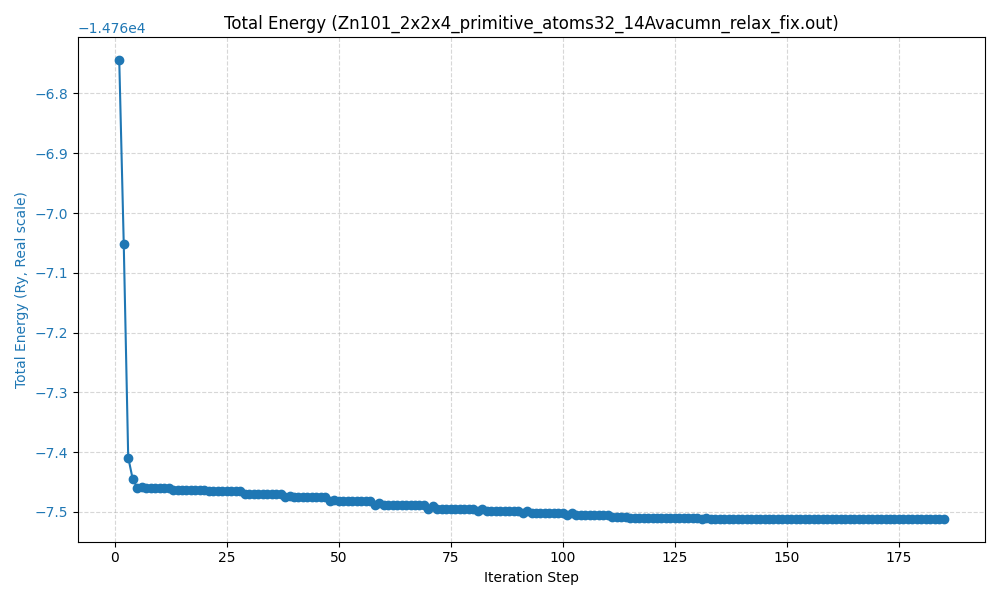 Total Energy (Zn101_2x2x4_primitive_atoms32_14Avacumn_relax_fix.out)
−1.476e4
−6.8
−6.9
−7.0
−7.1
−7.2
−7.3
−7.4
−7.5
Total Energy (Ry, Real scale)
0 25 50 75 100 125 150 175
Iteration Step